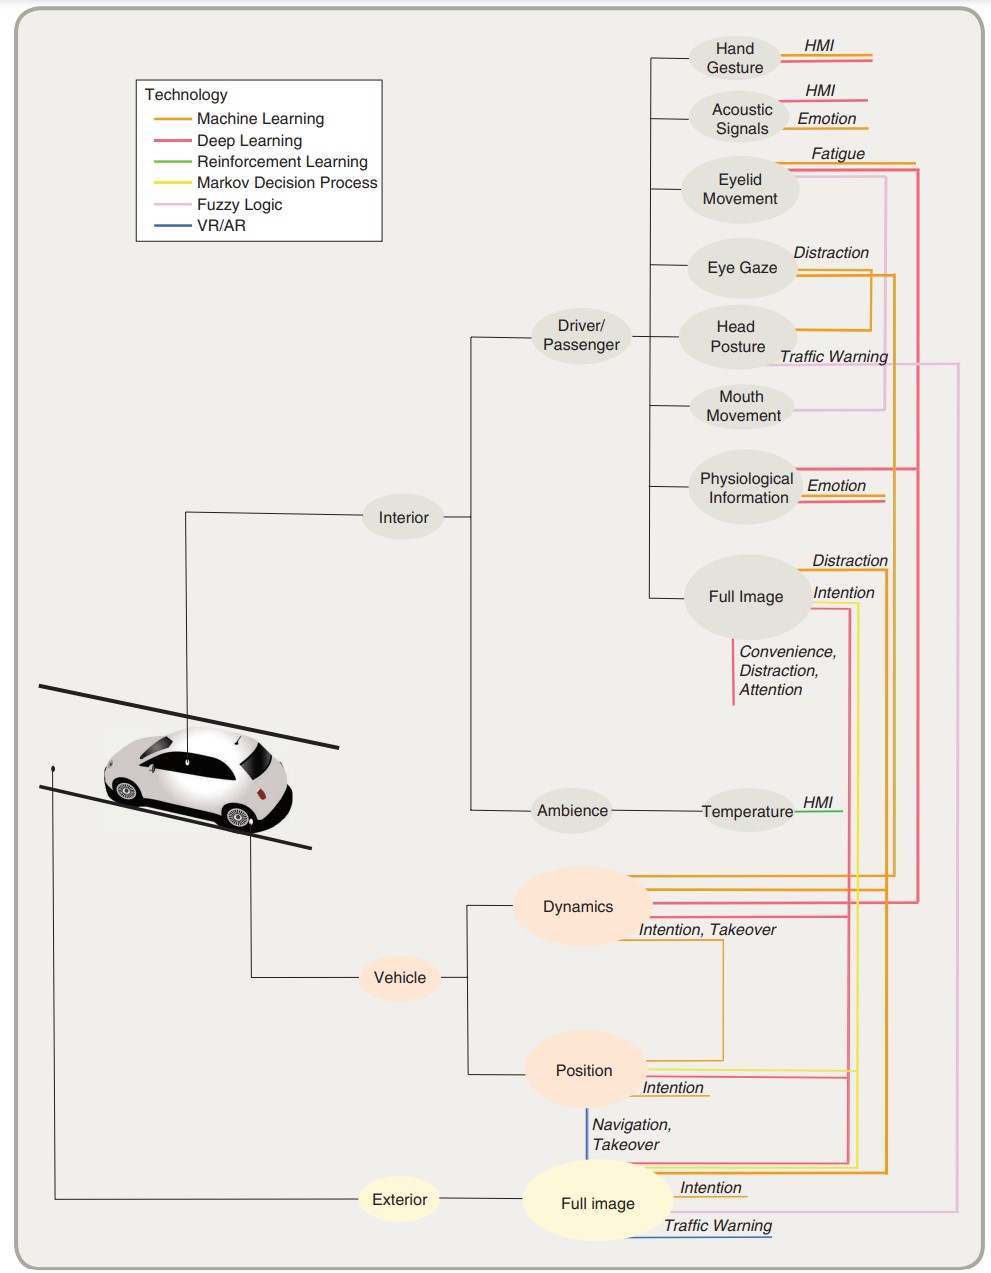 Technology
Machine Learning
Deep Learning
Reinforcement Learning
Markov Decision Process
Fuzzy Logic
VR/AR
Hand
Gesture
HMI
Acoustic
Signals
HMI
Emotion
Eyelid
Movement
Fatigue
Eye Gaze
Distraction
Driver/
Passenger
Head
Posture
Traffic Warning
Mouth
Movement
Physiological
Information
Emotion
Interior
Full Image
Distraction
Intention
Convenience,
Distraction,
Attention
Ambience
Temperature
HMI
Dynamics
Intention, Takeover
Vehicle
Position
Intention
Navigation,
Takeover
Exterior
Full image
Intention
Traffic Warning